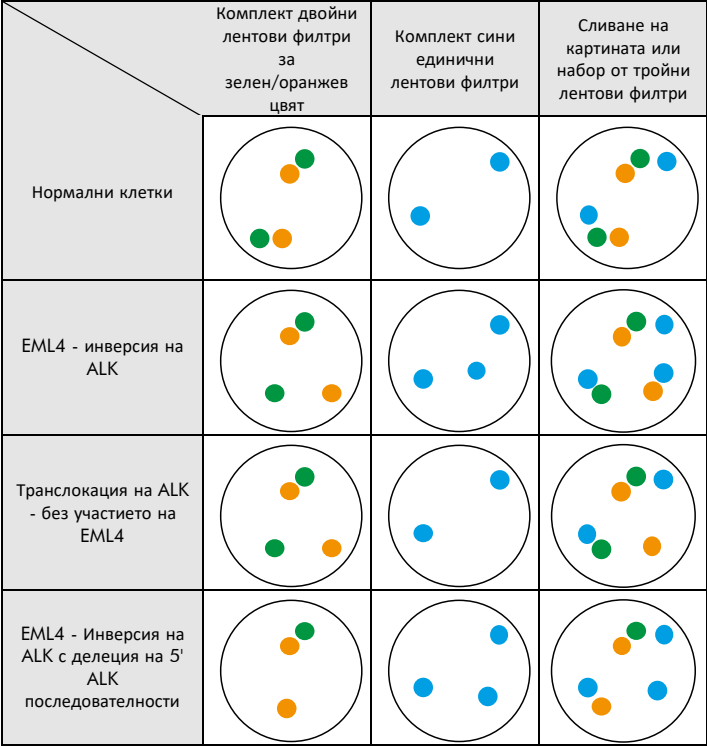 Комплект двойни
лентови филтри
за
зелен/оранжев
цвят
Комплект сини
единични
лентови филтри
Сливане на
картината или
набор от тройни
лентови филтри
Нормални клетки
EML4 - инверсия на
ALK
Транслокация на ALK
- без участието на
EML4
EML4 - Инверсия на
ALK с делеция на 5'
ALK
последователности